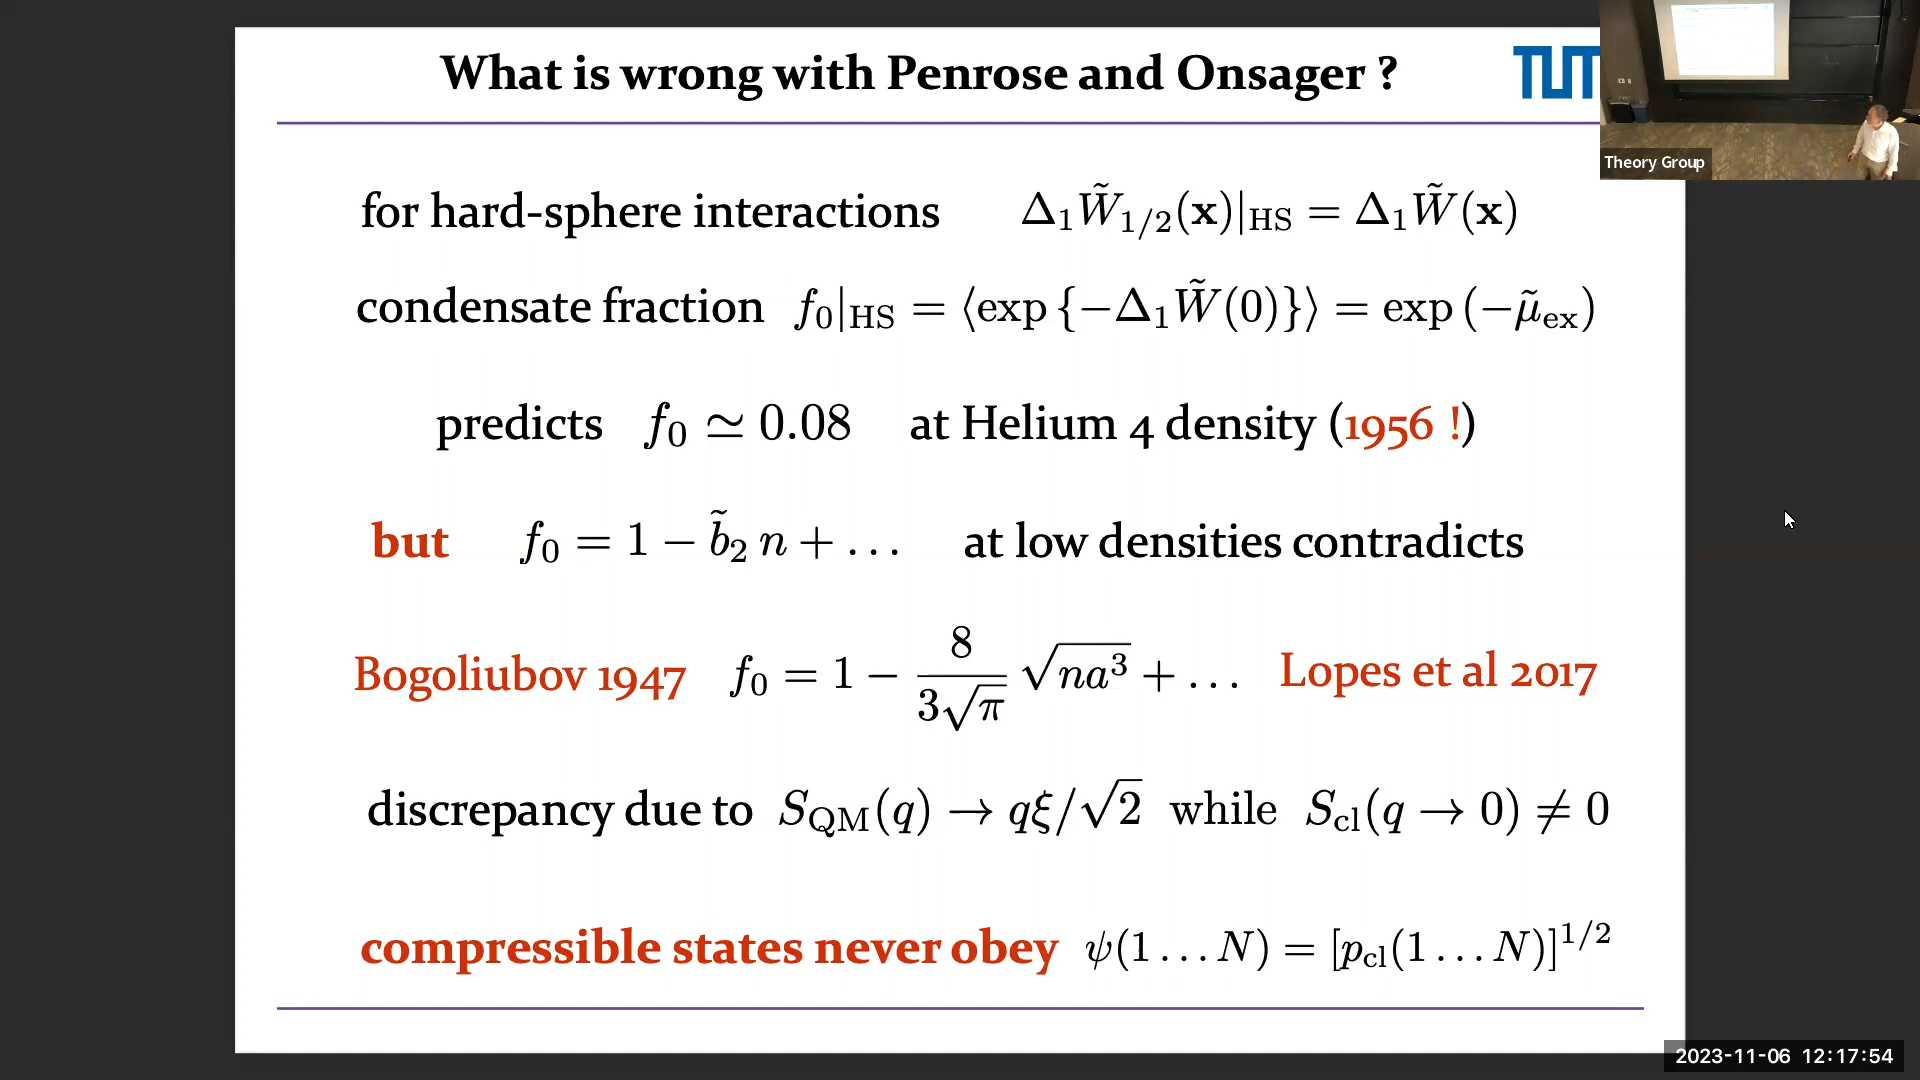 What is wrong with Penrose and Onsager ?
TUM
Theory Group
for hard-sphere interactions Δ₁W̃₁/₂(𝐱)|HS = Δ₁W̃(𝐱)
condensate fraction f₀|HS = ⟨exp {−Δ₁W̃(0)}⟩ = exp (−μ̃ex)
predicts f₀ ≃ 0.08 at Helium 4 density (1956 !)
but f₀ = 1 − b̃₂ n + … at low densities contradicts
Bogoliubov 1947 f₀ = 1 − 8/(3√π) √(na³) + … Lopes et al 2017
discrepancy due to S_QM(q) → qξ/√2 while S_cl(q → 0) ≠ 0
compressible states never obey ψ(1…N) = [p_cl(1…N)]^1/2
2023-11-06 12:17:54